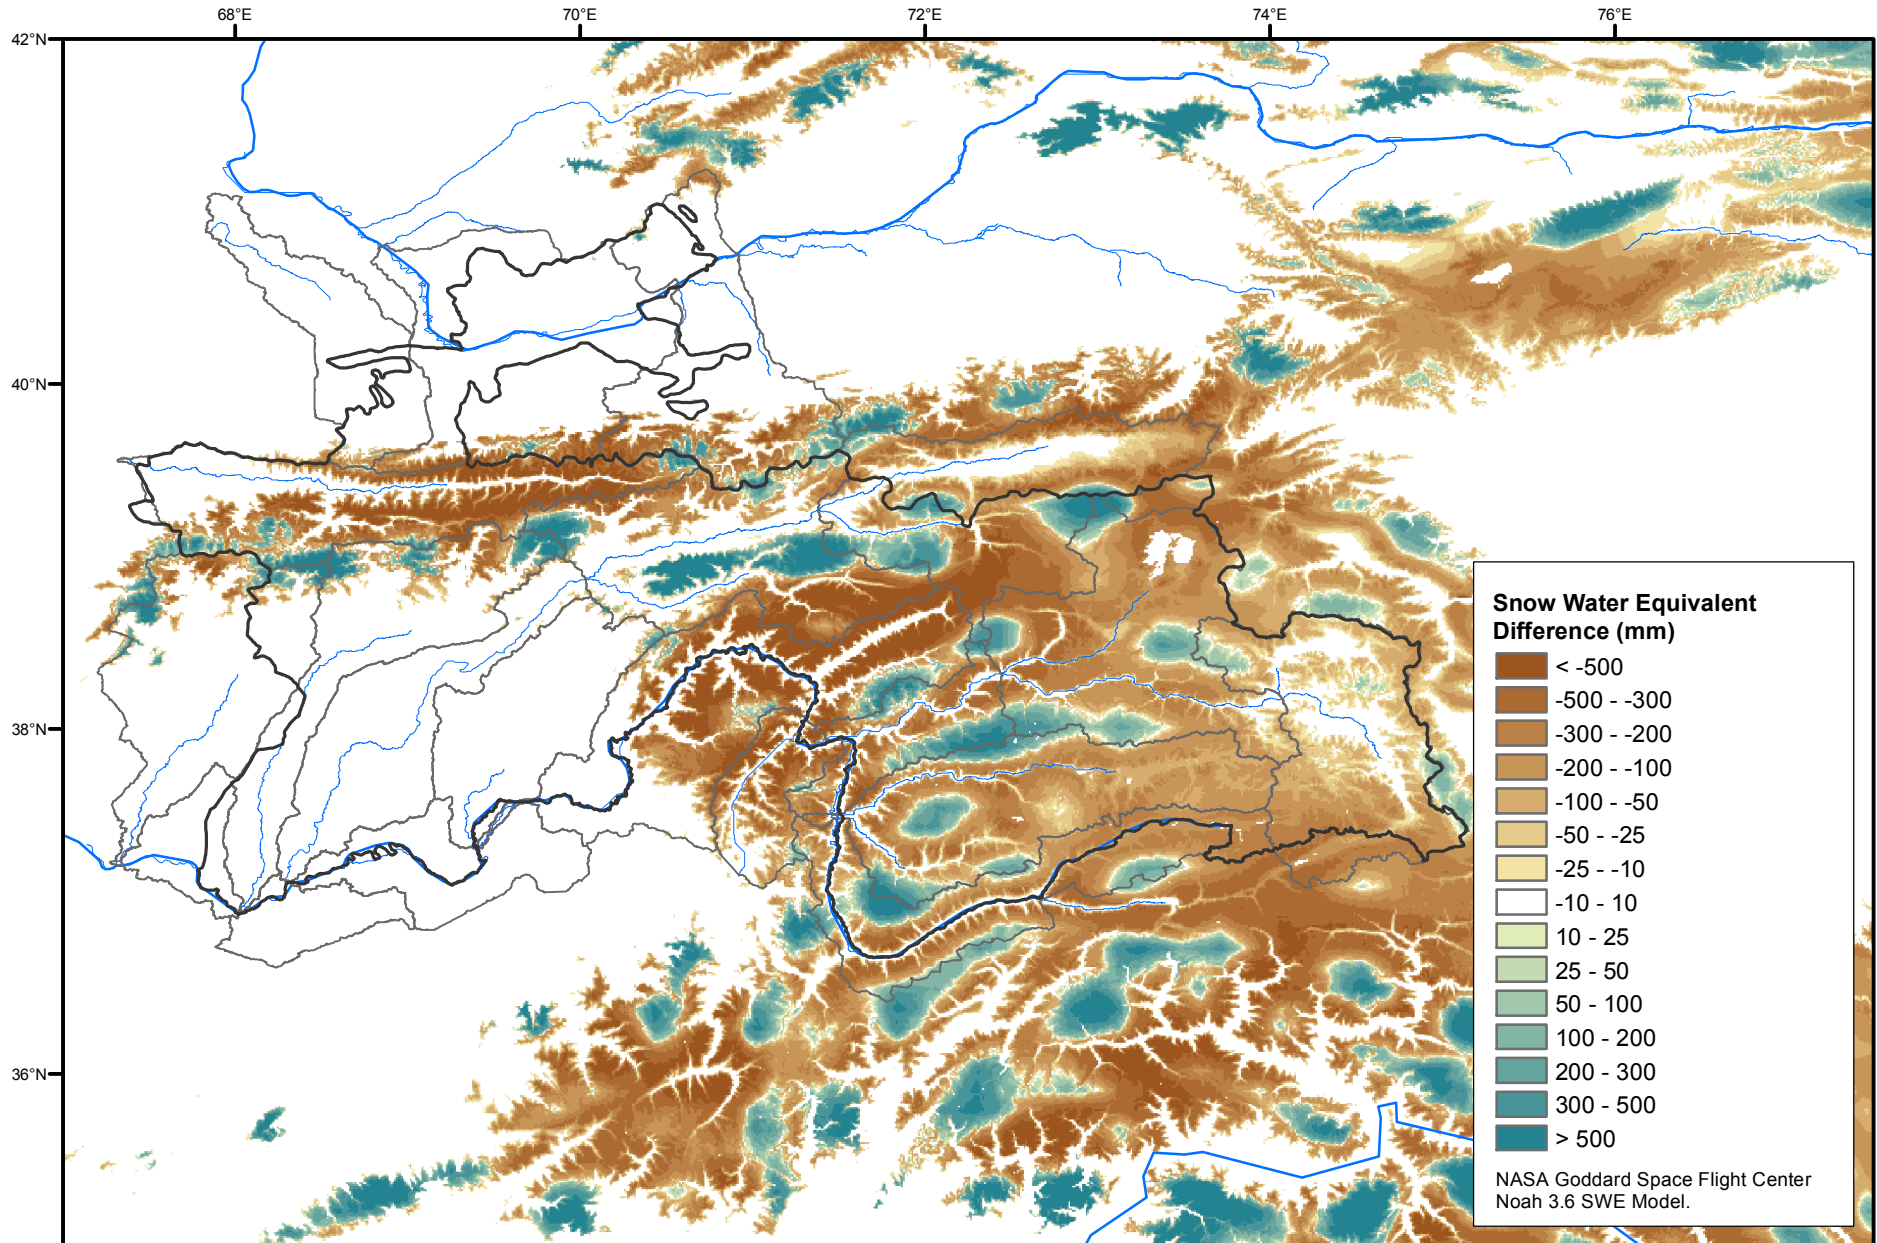 68°E
70°E
72°E
74°E
76°E
42°N
40°N
38°N
36°N
Snow Water Equivalent
Difference (mm)
< -500
-500 - -300
-300 - -200
-200 - -100
-100 - -50
-50 - -25
-25 - -10
-10 - 10
10 - 25
25 - 50
50 - 100
100 - 200
200 - 300
300 - 500
> 500
NASA Goddard Space Flight Center
Noah 3.6 SWE Model.